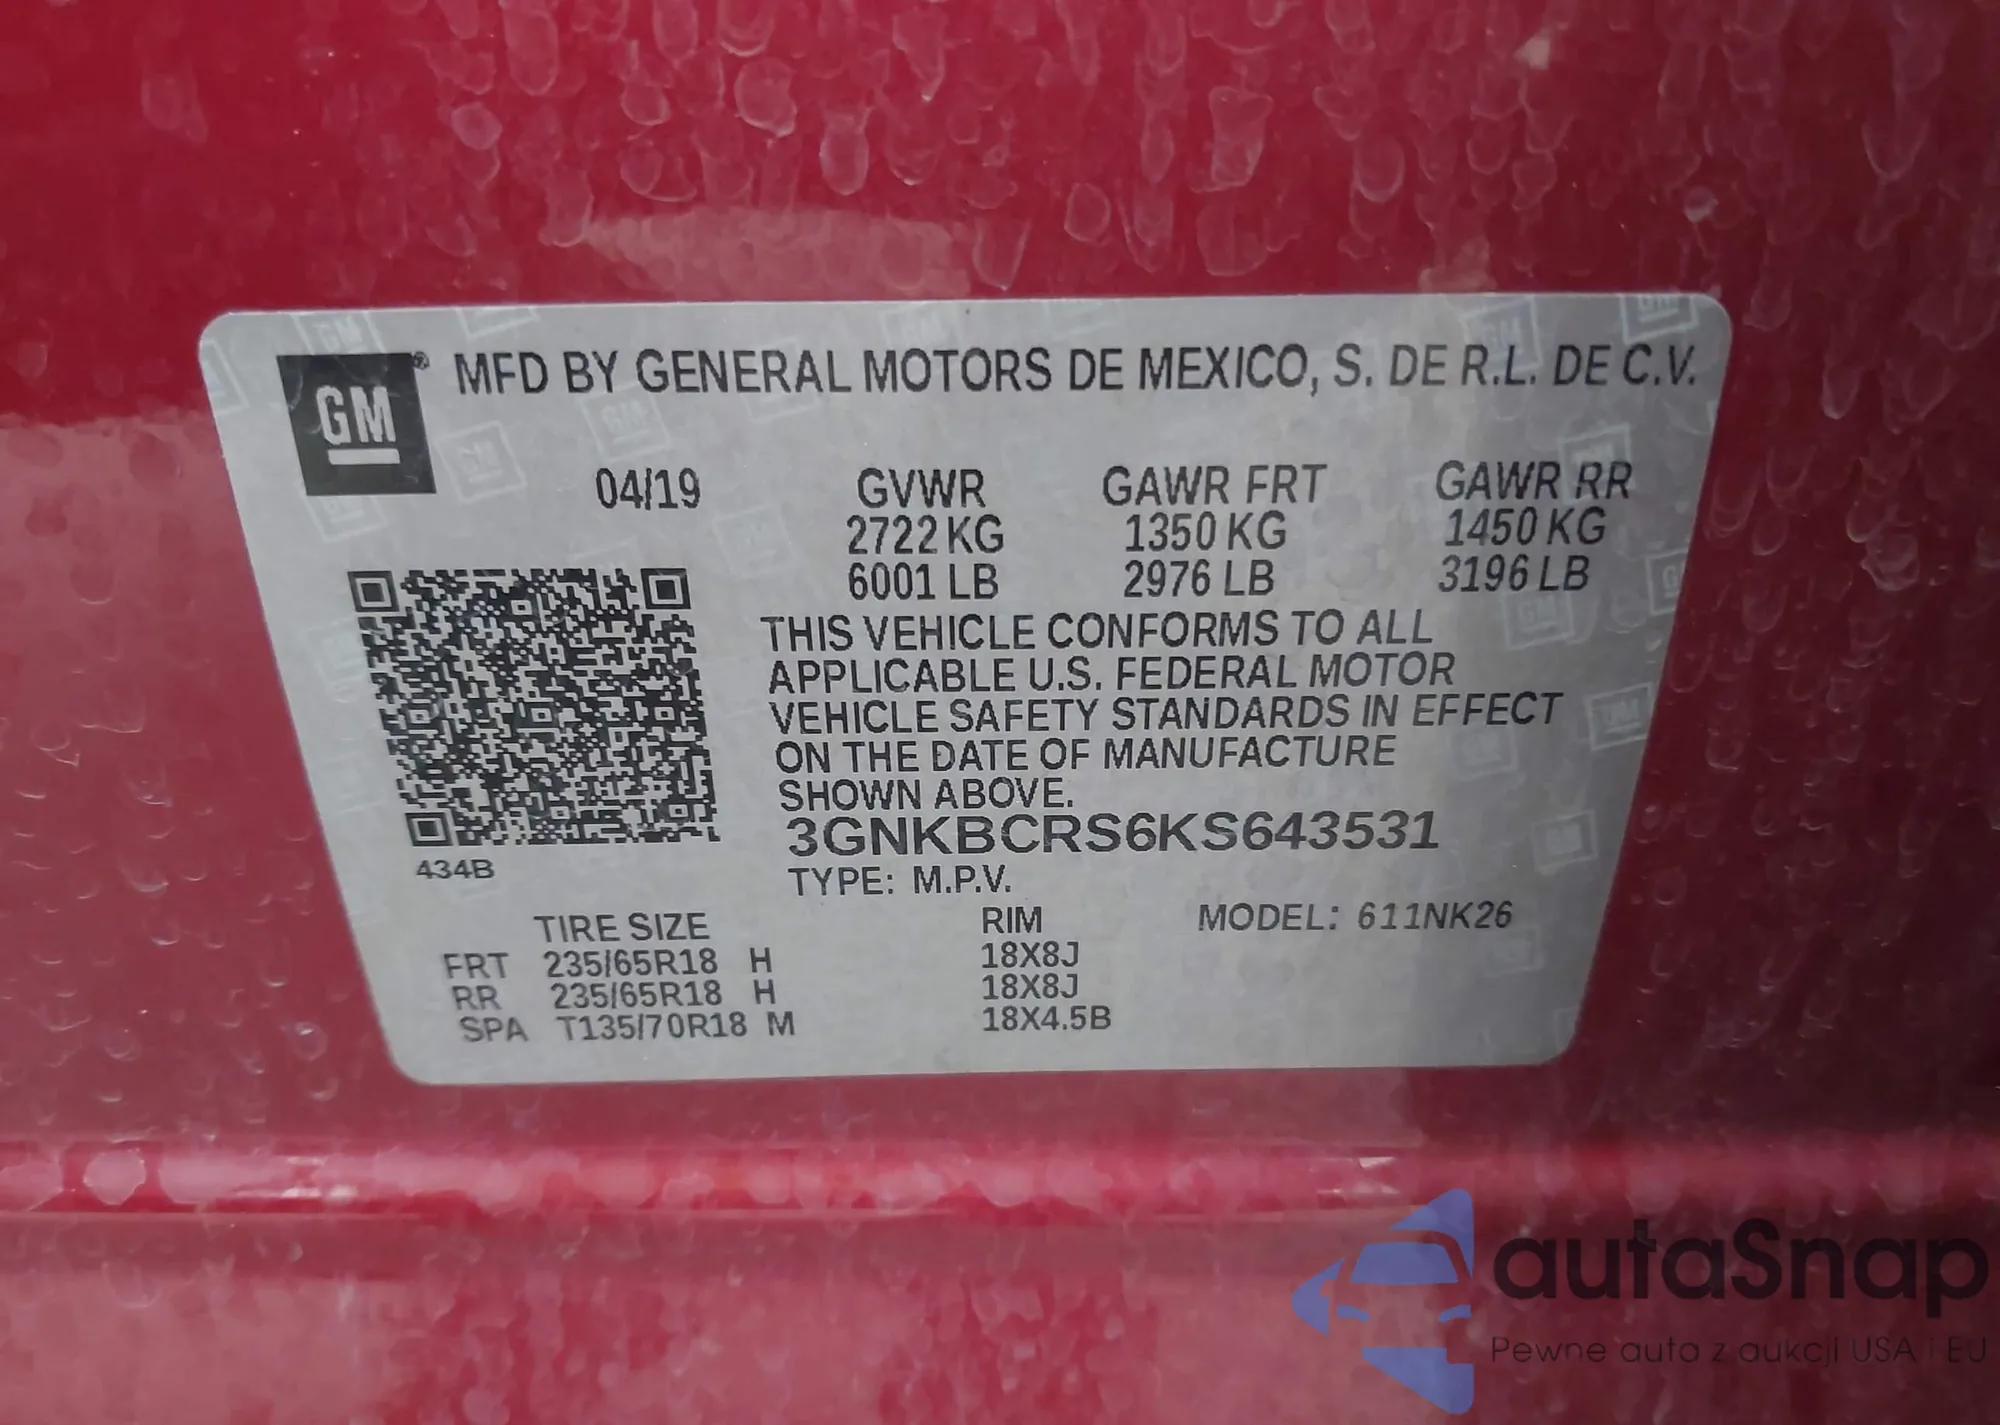 GM® MFD BY GENERAL MOTORS DE MEXICO, S. DE R.L. DE C.V.
04/19 GVWR GAWR FRT GAWR RR
2722 KG 1350 KG 1450 KG
6001 LB 2976 LB 3196 LB
THIS VEHICLE CONFORMS TO ALL
APPLICABLE U.S. FEDERAL MOTOR
VEHICLE SAFETY STANDARDS IN EFFECT
ON THE DATE OF MANUFACTURE
SHOWN ABOVE.
3GNKBCRS6KS643531
434B
TYPE: M.P.V.
TIRE SIZE RIM MODEL: 611NK26
FRT 235/65R18 H 18X8J
RR 235/65R18 H 18X8J
SPA T135/70R18 M 18X4.5B
autaSnap
Pewne auta z aukcji USA i EU